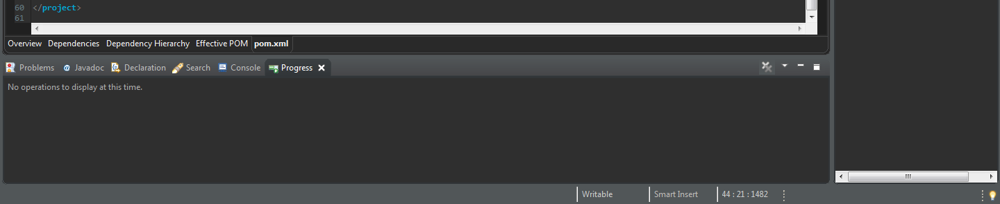 60 </project>
61
Overview Dependencies Dependency Hierarchy Effective POM pom.xml
Problems @ Javadoc Declaration Search Console Progress
No operations to display at this time.
Writable Smart Insert 44 : 21 : 1482